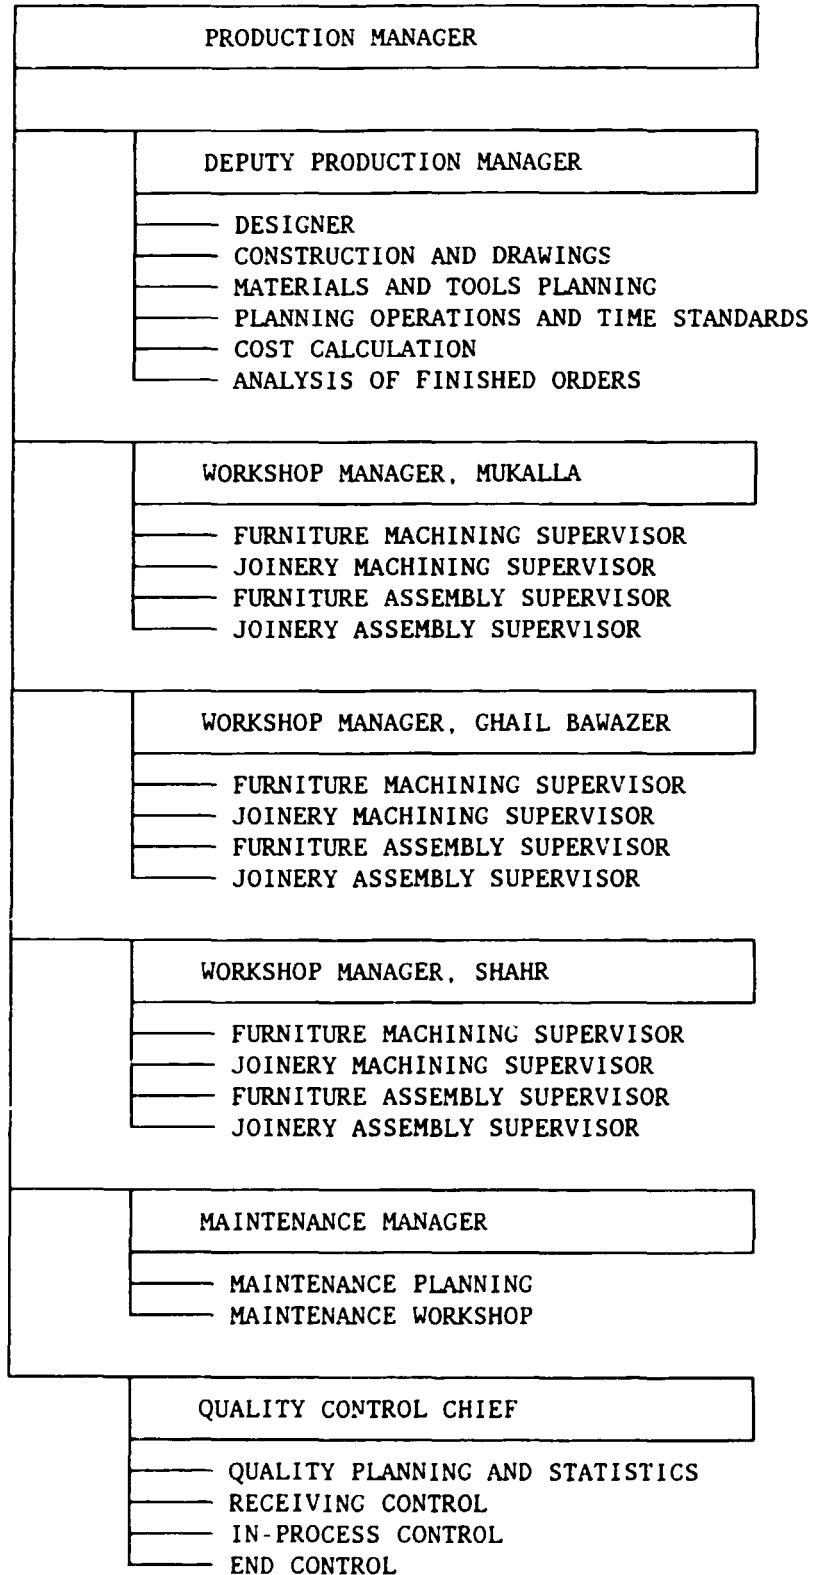 PRODUCTION MANAGER
DEPUTY PRODUCTION MANAGER
DESIGNER
CONSTRUCTION AND DRAWINGS
MATERIALS AND TOOLS PLANNING
PLANNING OPERATIONS AND TIME STANDARDS
COST CALCULATION
ANALYSIS OF FINISHED ORDERS
WORKSHOP MANAGER, MUKALLA
FURNITURE MACHINING SUPERVISOR
JOINERY MACHINING SUPERVISOR
FURNITURE ASSEMBLY SUPERVISOR
JOINERY ASSEMBLY SUPERVISOR
WORKSHOP MANAGER, GHAIL BAWAZER
FURNITURE MACHINING SUPERVISOR
JOINERY MACHINING SUPERVISOR
FURNITURE ASSEMBLY SUPERVISOR
JOINERY ASSEMBLY SUPERVISOR
WORKSHOP MANAGER, SHAHR
FURNITURE MACHINING SUPERVISOR
JOINERY MACHINING SUPERVISOR
FURNITURE ASSEMBLY SUPERVISOR
JOINERY ASSEMBLY SUPERVISOR
MAINTENANCE MANAGER
MAINTENANCE PLANNING
MAINTENANCE WORKSHOP
QUALITY CONTROL CHIEF
QUALITY PLANNING AND STATISTICS
RECEIVING CONTROL
IN-PROCESS CONTROL
END CONTROL